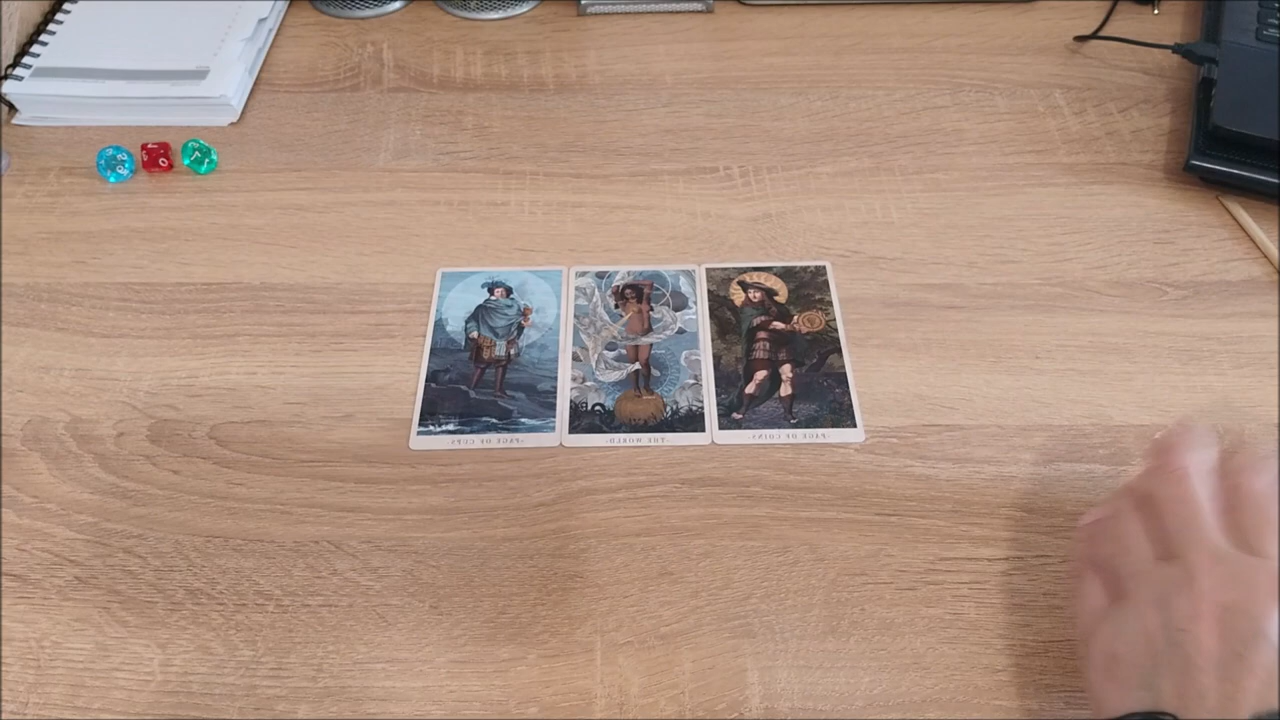 ·PAGE OF CUPS·
·THE WORLD·
·PAGE OF COINS·